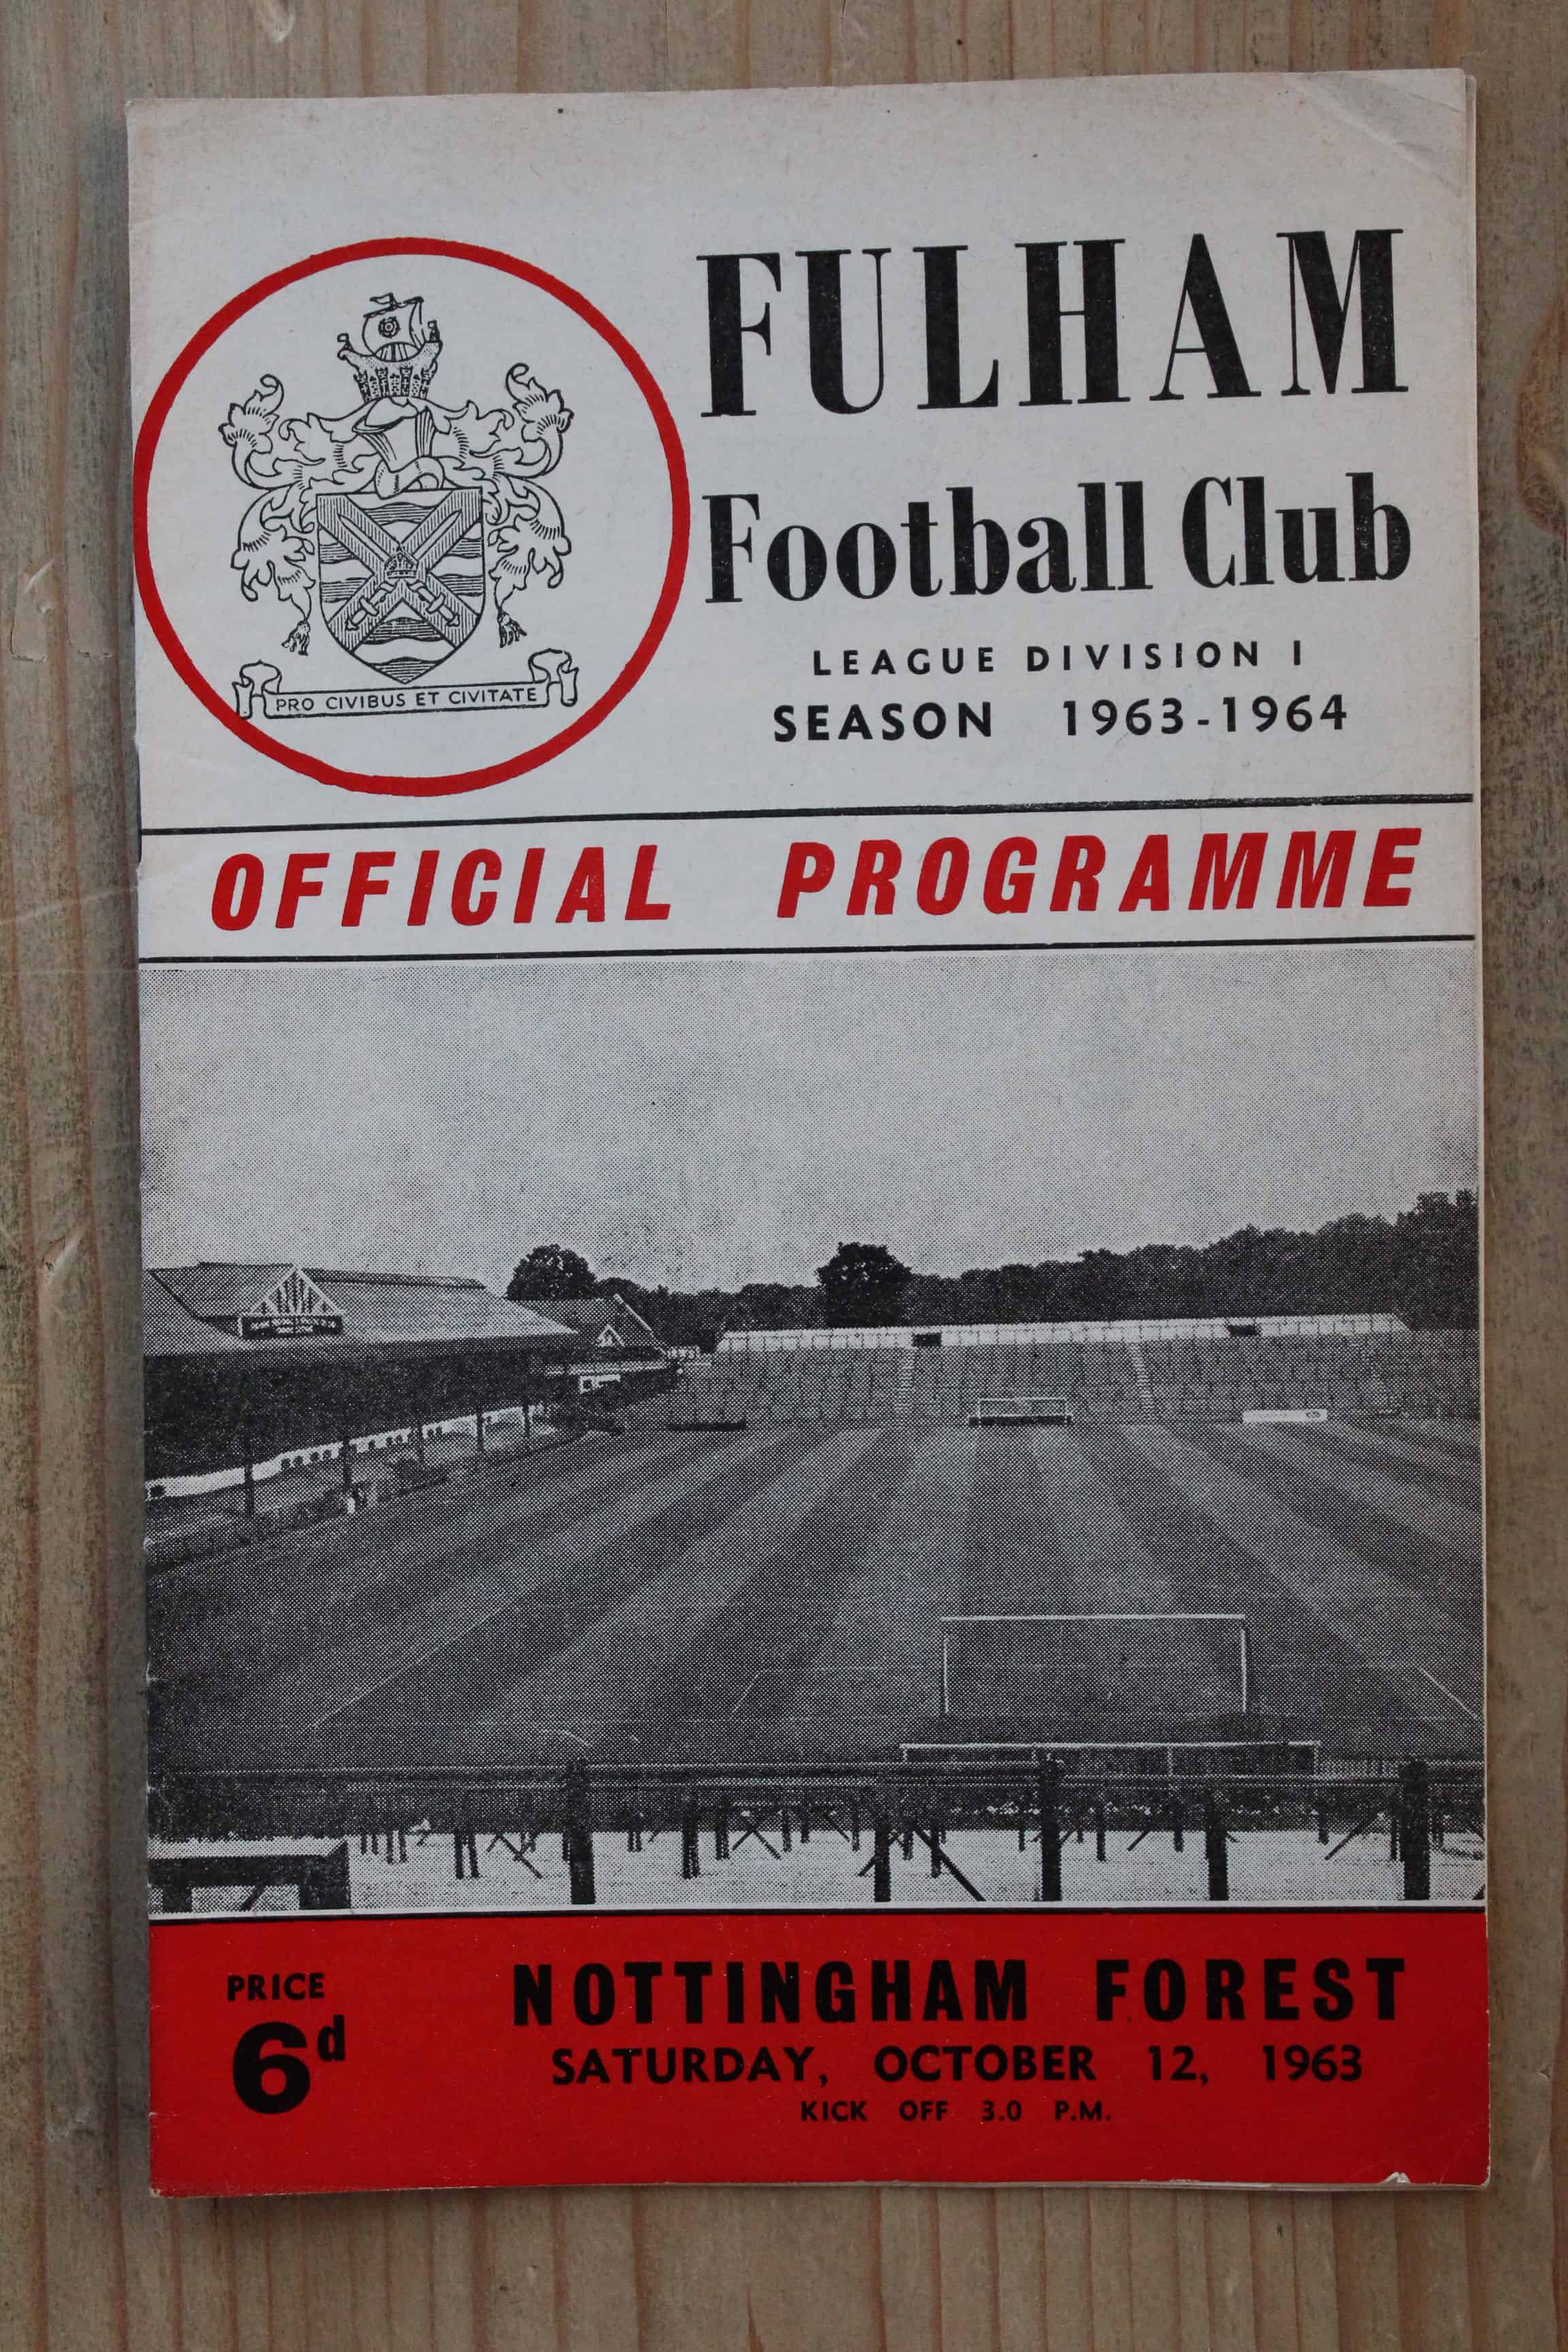 FULHAM
Football Club
LEAGUE DIVISION I
SEASON 1963-1964
PRO CIVIBUS ET CIVITATE
OFFICIAL PROGRAMME
PRICE
6d
NOTTINGHAM FOREST
SATURDAY, OCTOBER 12, 1963
KICK OFF 3.0 P.M.